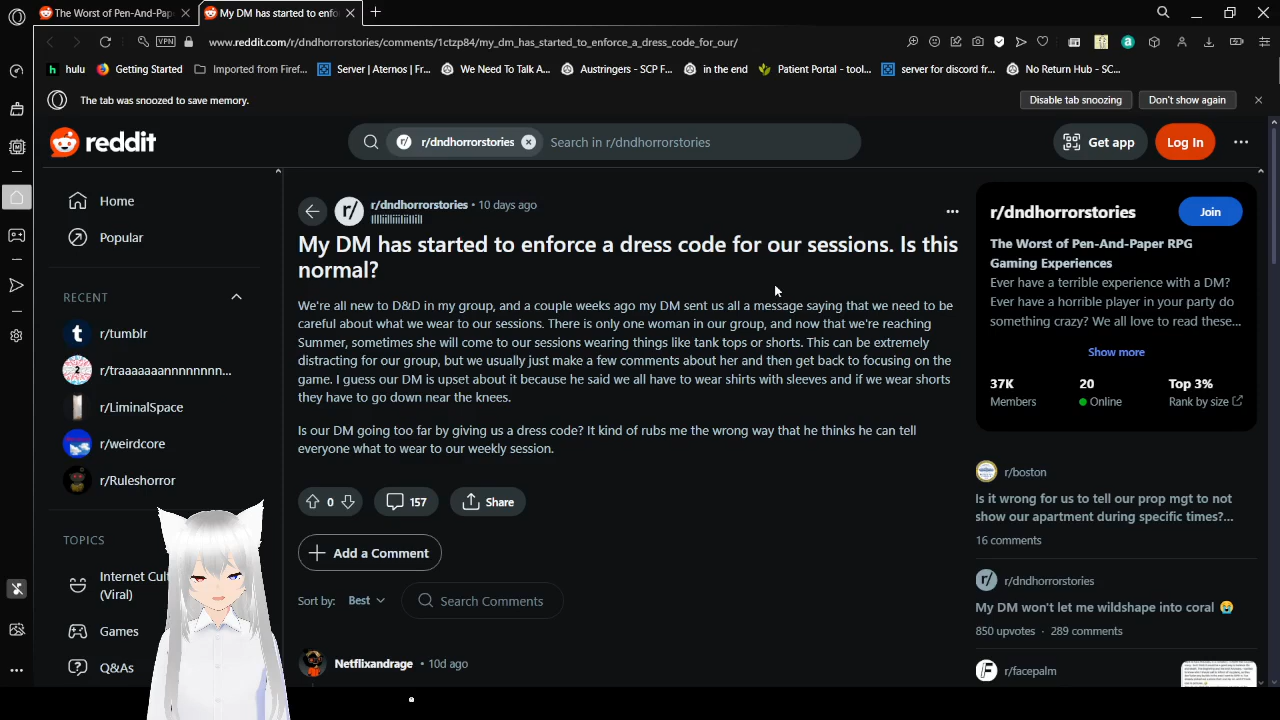 The Worst of Pen-And-Pap
My DM has started to enfo
VPN
www.reddit.com/r/dndhorrorstories/comments/1ctzp84/my_dm_has_started_to_enforce_a_dress_code_for_our/
hulu
Getting Started
Imported from Firef...
Server | Aternos | Fr...
We Need To Talk A...
Austringers - SCP F...
in the end
Patient Portal - tool...
server for discord fr...
No Return Hub - SC...
The tab was snoozed to save memory.
Disable tab snoozing
Don't show again
reddit
r/dndhorrorstories
Search in r/dndhorrorstories
Get app
Log In
Home
Popular
RECENT
r/tumblr
r/traaaaaaannnnnnnn...
r/LiminalSpace
r/weirdcore
r/Ruleshorror
TOPICS
Internet Cul
(Viral)
Games
Q&As
r/
r/dndhorrorstories • 10 days ago
My DM has started to enforce a dress code for our sessions. Is this
normal?
We're all new to D&D in my group, and a couple weeks ago my DM sent us all a message saying that we need to be
careful about what we wear to our sessions. There is only one woman in our group, and now that we're reaching
Summer, sometimes she will come to our sessions wearing things like tank tops or shorts. This can be extremely
distracting for our group, but we usually just make a few comments about her and then get back to focusing on the
game. I guess our DM is upset about it because he said we all have to wear shirts with sleeves and if we wear shorts
they have to go down near the knees.
Is our DM going too far by giving us a dress code? It kind of rubs me the wrong way that he thinks he can tell
everyone what to wear to our weekly session.
0
157
Share
Add a Comment
Sort by:
Best
Search Comments
Netflixandrage • 10d ago
r/dndhorrorstories
Join
The Worst of Pen-And-Paper RPG
Gaming Experiences
Ever have a terrible experience with a DM?
Ever have a horrible player in your party do
something crazy? We all love to read these...
Show more
37K
Members
20
Online
Top 3%
Rank by size
r/boston
Is it wrong for us to tell our prop mgt to not
show our apartment during specific times?...
16 comments
r/dndhorrorstories
My DM won't let me wildshape into coral 😭
850 upvotes · 289 comments
r/facepalm